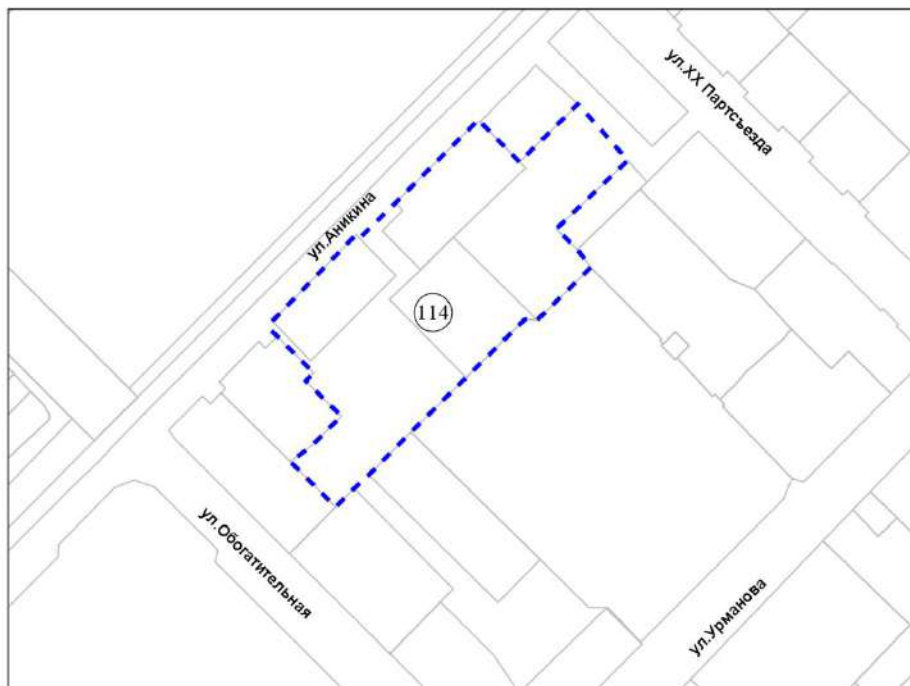 ул.XX Партсъезда
ул.Аникина
114
ул.Обогатительная
ул.Урманова